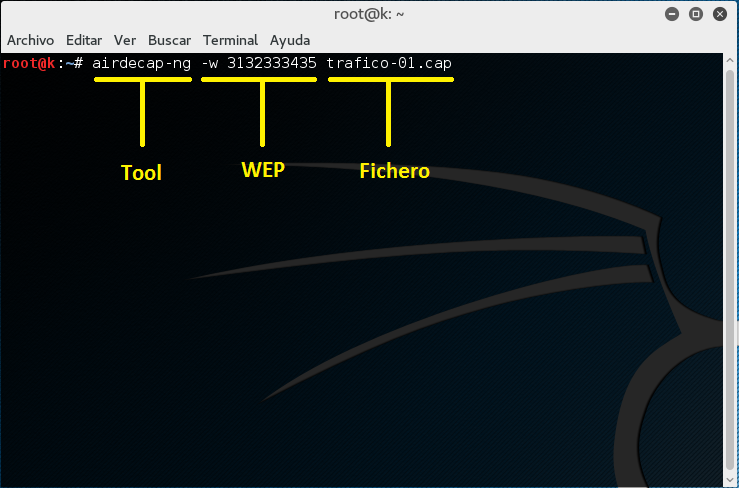 root@k: ~
Archivo Editar Ver Buscar Terminal Ayuda
root@k:~# airdecap-ng -w 3132333435 trafico-01.cap
Tool WEP Fichero